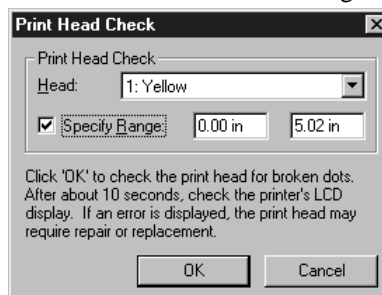 Print Head Check
Print Head Check
Head: 1: Yellow
Specify Range: 0.00 in 5.02 in
Click 'OK' to check the print head for broken dots.
After about 10 seconds, check the printer's LCD
display. If an error is displayed, the print head may
require repair or replacement.
OK Cancel